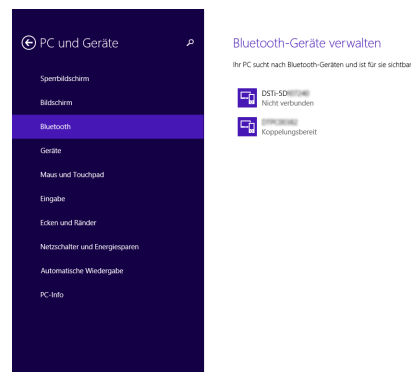 PC und Geräte
Sperrbildschirm
Bildschirm
Bluetooth
Geräte
Maus und Touchpad
Eingabe
Ecken und Ränder
Netzschalter und Energiesparen
Automatische Wiedergabe
PC-Info
Bluetooth-Geräte verwalten
Ihr PC sucht nach Bluetooth-Geräten und ist für sie sichtbar
DSTi-5D
Nicht verbunden
Koppelungsbereit